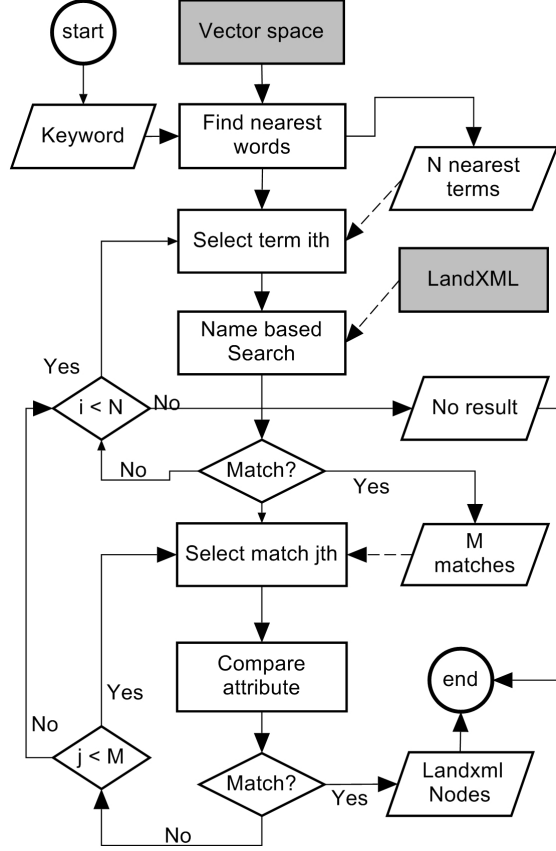 start
Vector space
Keyword
Find nearest
words
N nearest
terms
Select term ith
LandXML
Name based
Search
Yes
i < N
No
No result
No
Match?
Yes
Select match jth
M
matches
Compare
attribute
end
Yes
No
j < M
Match?
Yes
Landxml
Nodes
No